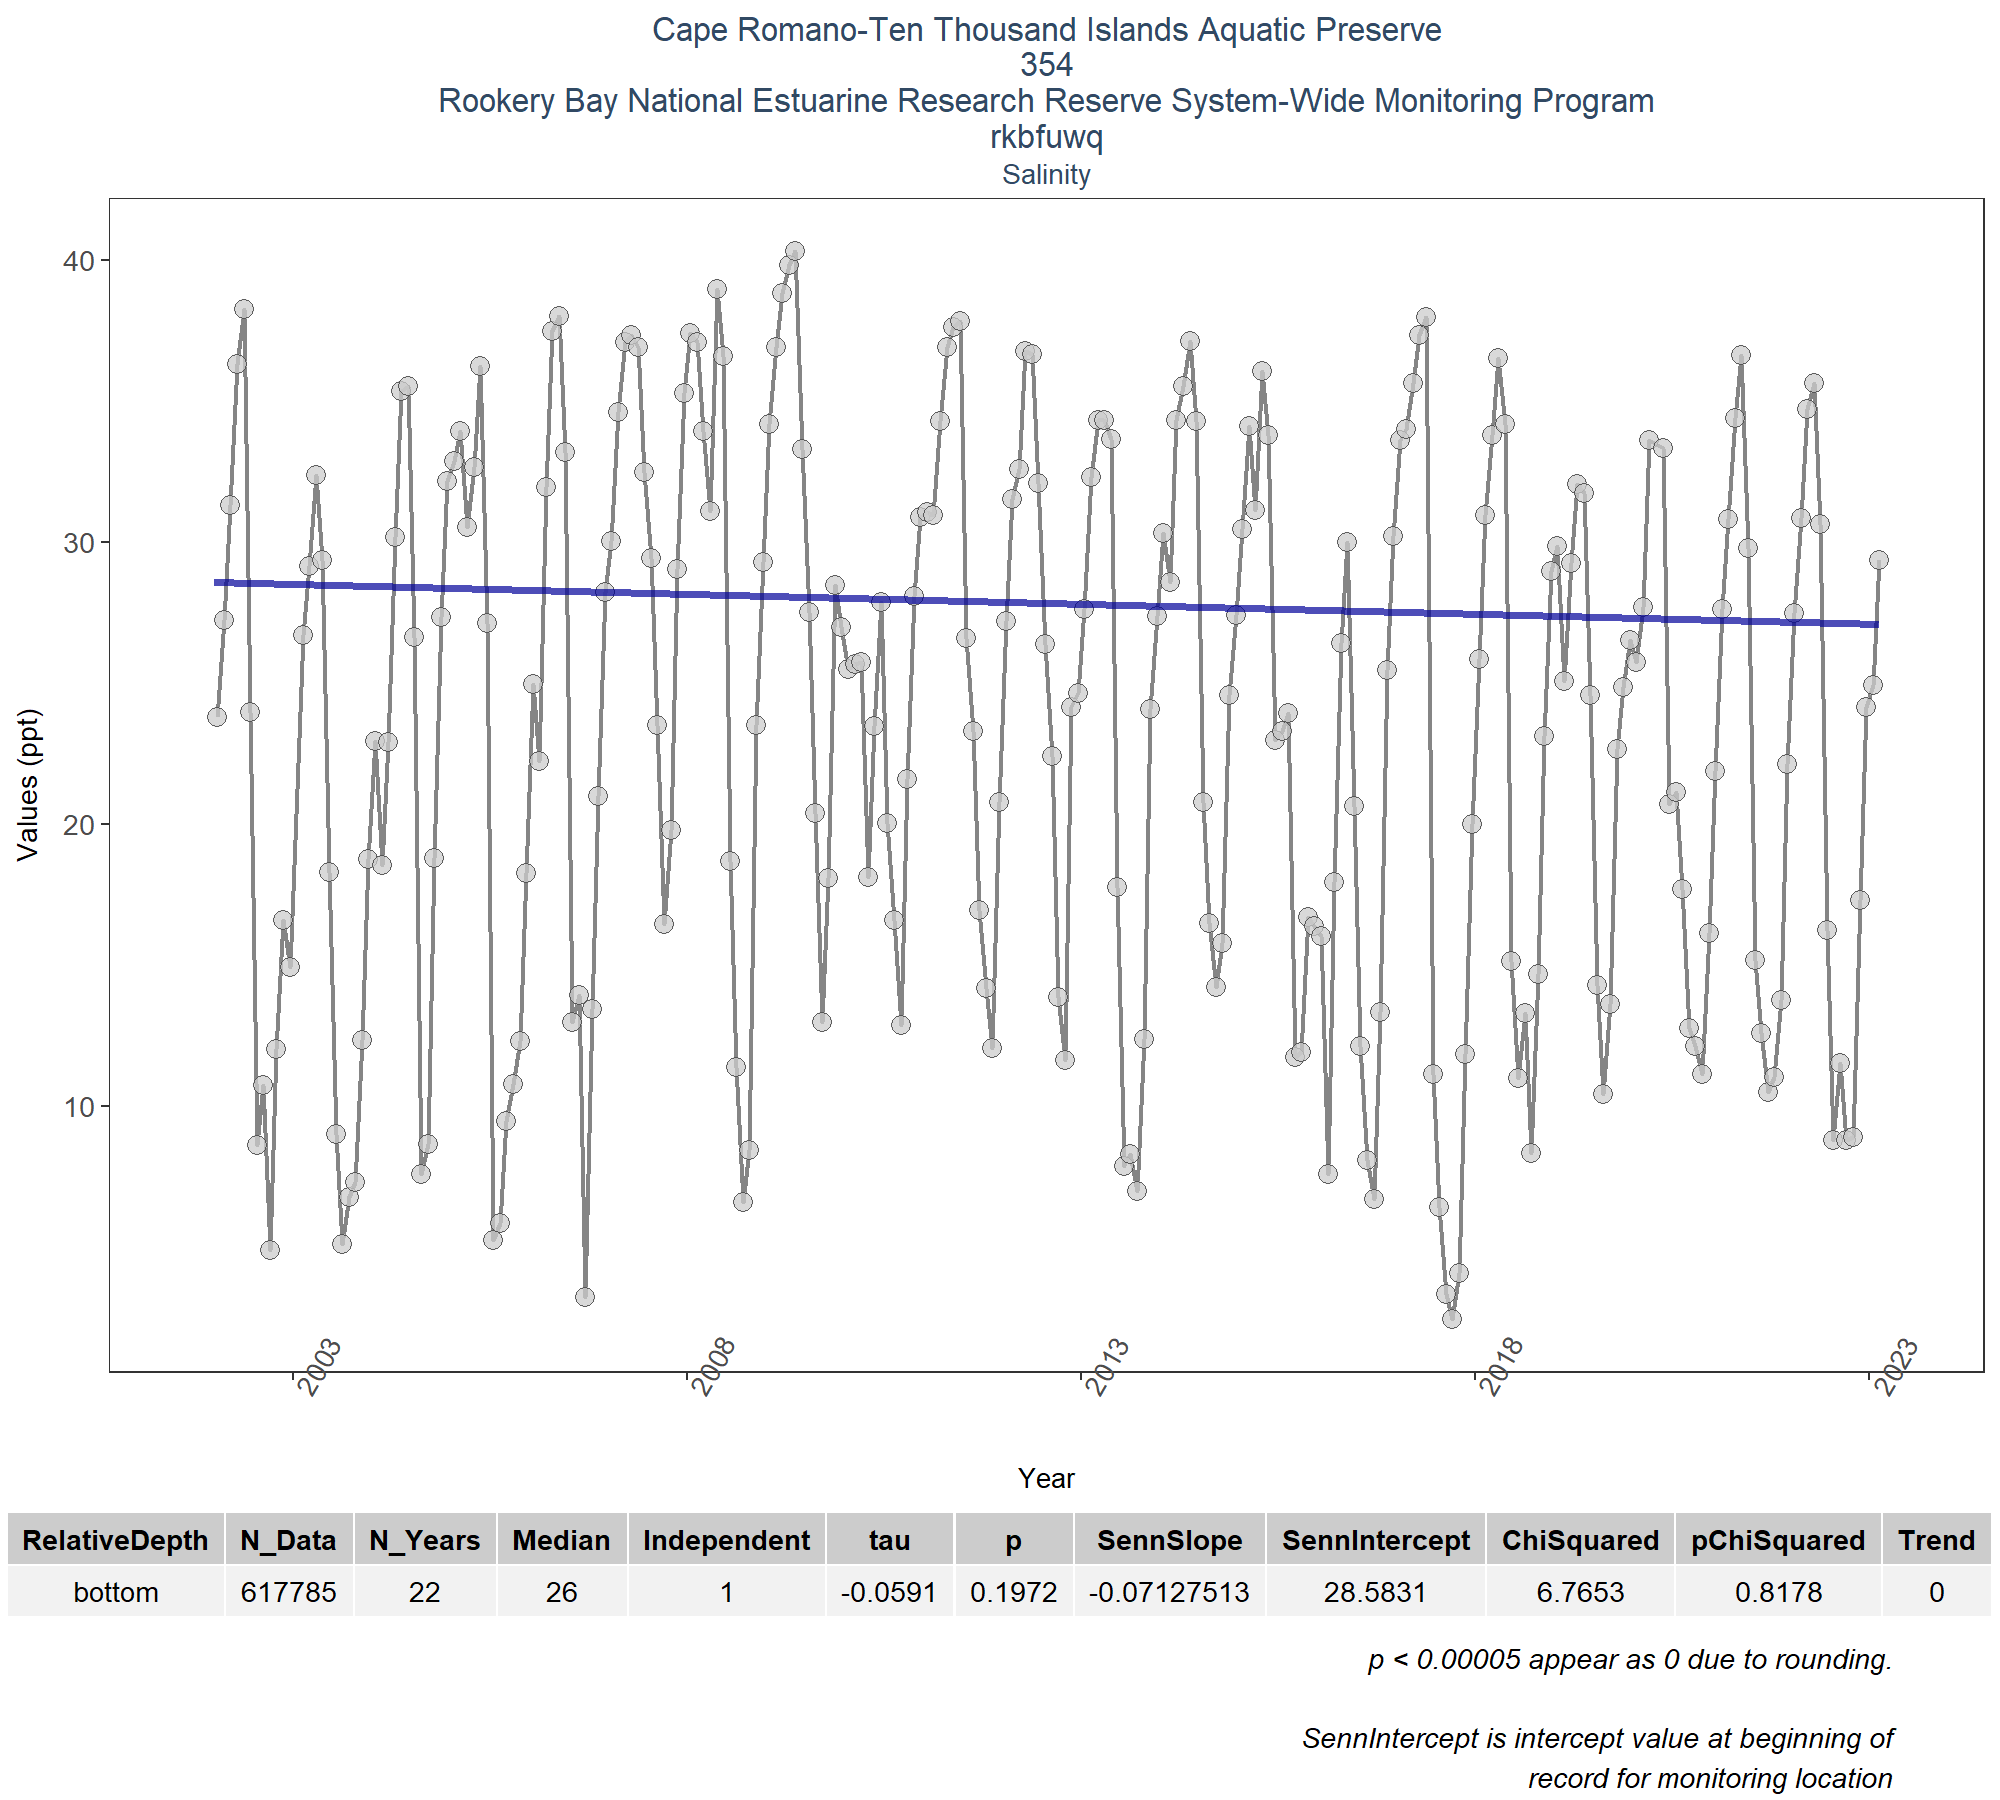 Cape Romano-Ten Thousand Islands Aquatic Preserve
354
Rookery Bay National Estuarine Research Reserve System-Wide Monitoring Program
rkbfuwq
Salinity
Values (ppt)
40
30
20
10
2003 2008 2013 2018 2023
Year
RelativeDepth N_Data N_Years Median Independent tau p SennSlope SennIntercept ChiSquared pChiSquared Trend
bottom 617785 22 26 1 -0.0591 0.1972 -0.07127513 28.5831 6.7653 0.8178 0
p < 0.00005 appear as 0 due to rounding.
SennIntercept is intercept value at beginning of
record for monitoring location